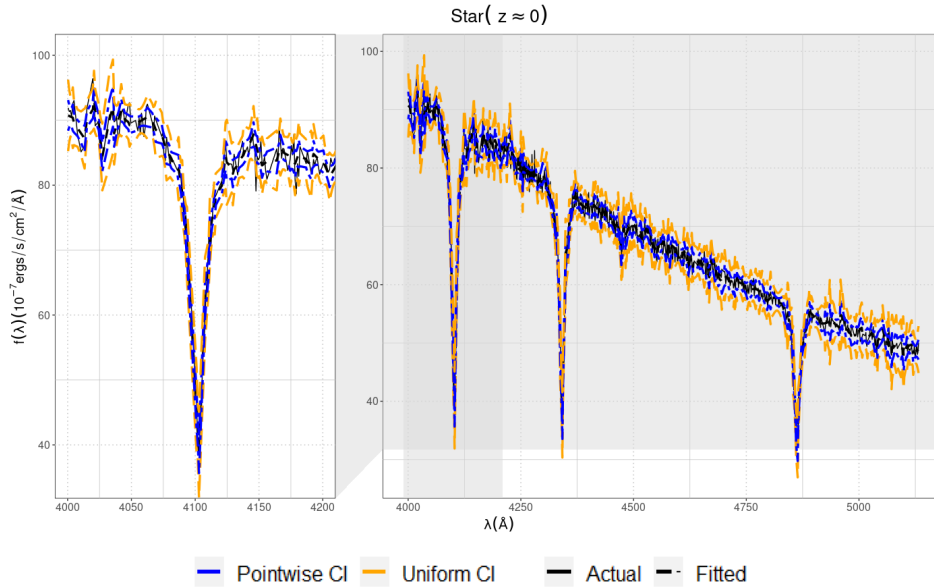 Star( z ≈ 0)
f(λ)(10⁻⁷ergs/s/cm²/Å)
100
80
60
40
4000 4050 4100 4150 4200
100
80
60
40
4000 4250 4500 4750 5000
λ(Å)
Pointwise CI Uniform CI Actual Fitted